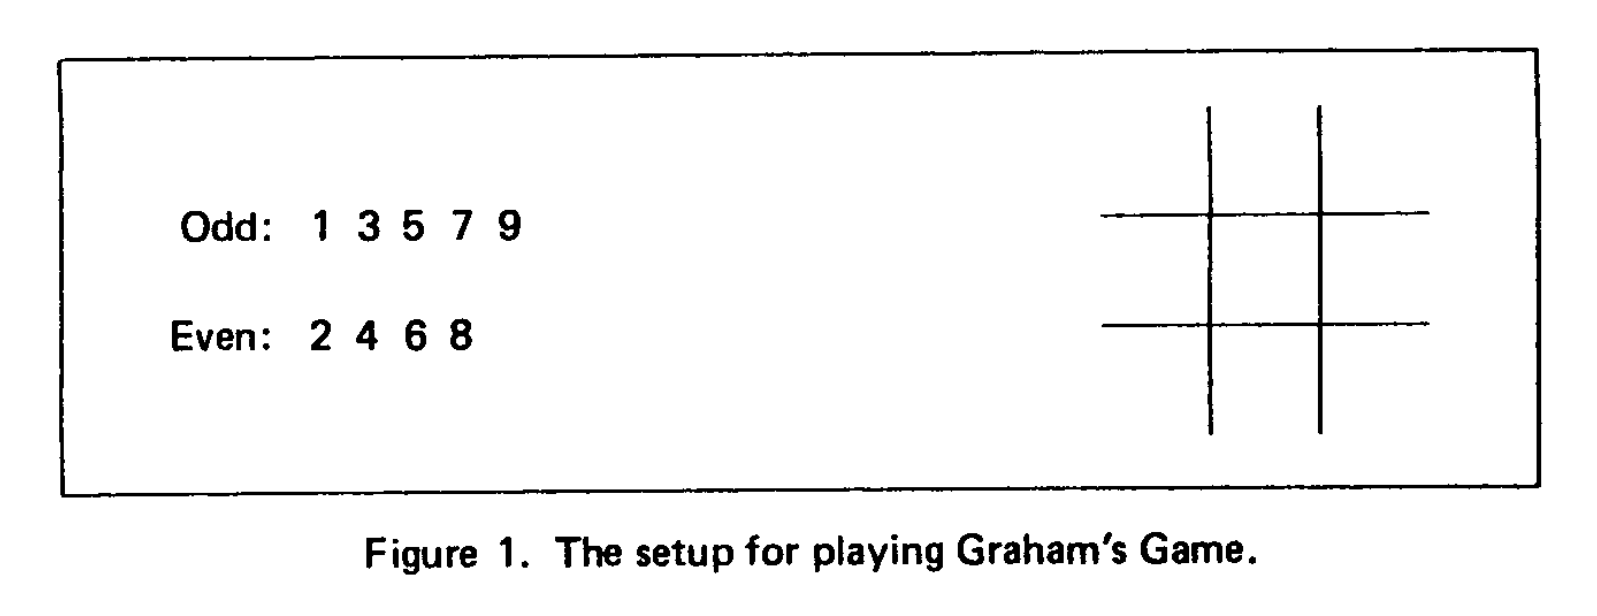 Odd: 1 3 5 7 9
Even: 2 4 6 8
Figure 1. The setup for playing Graham's Game.